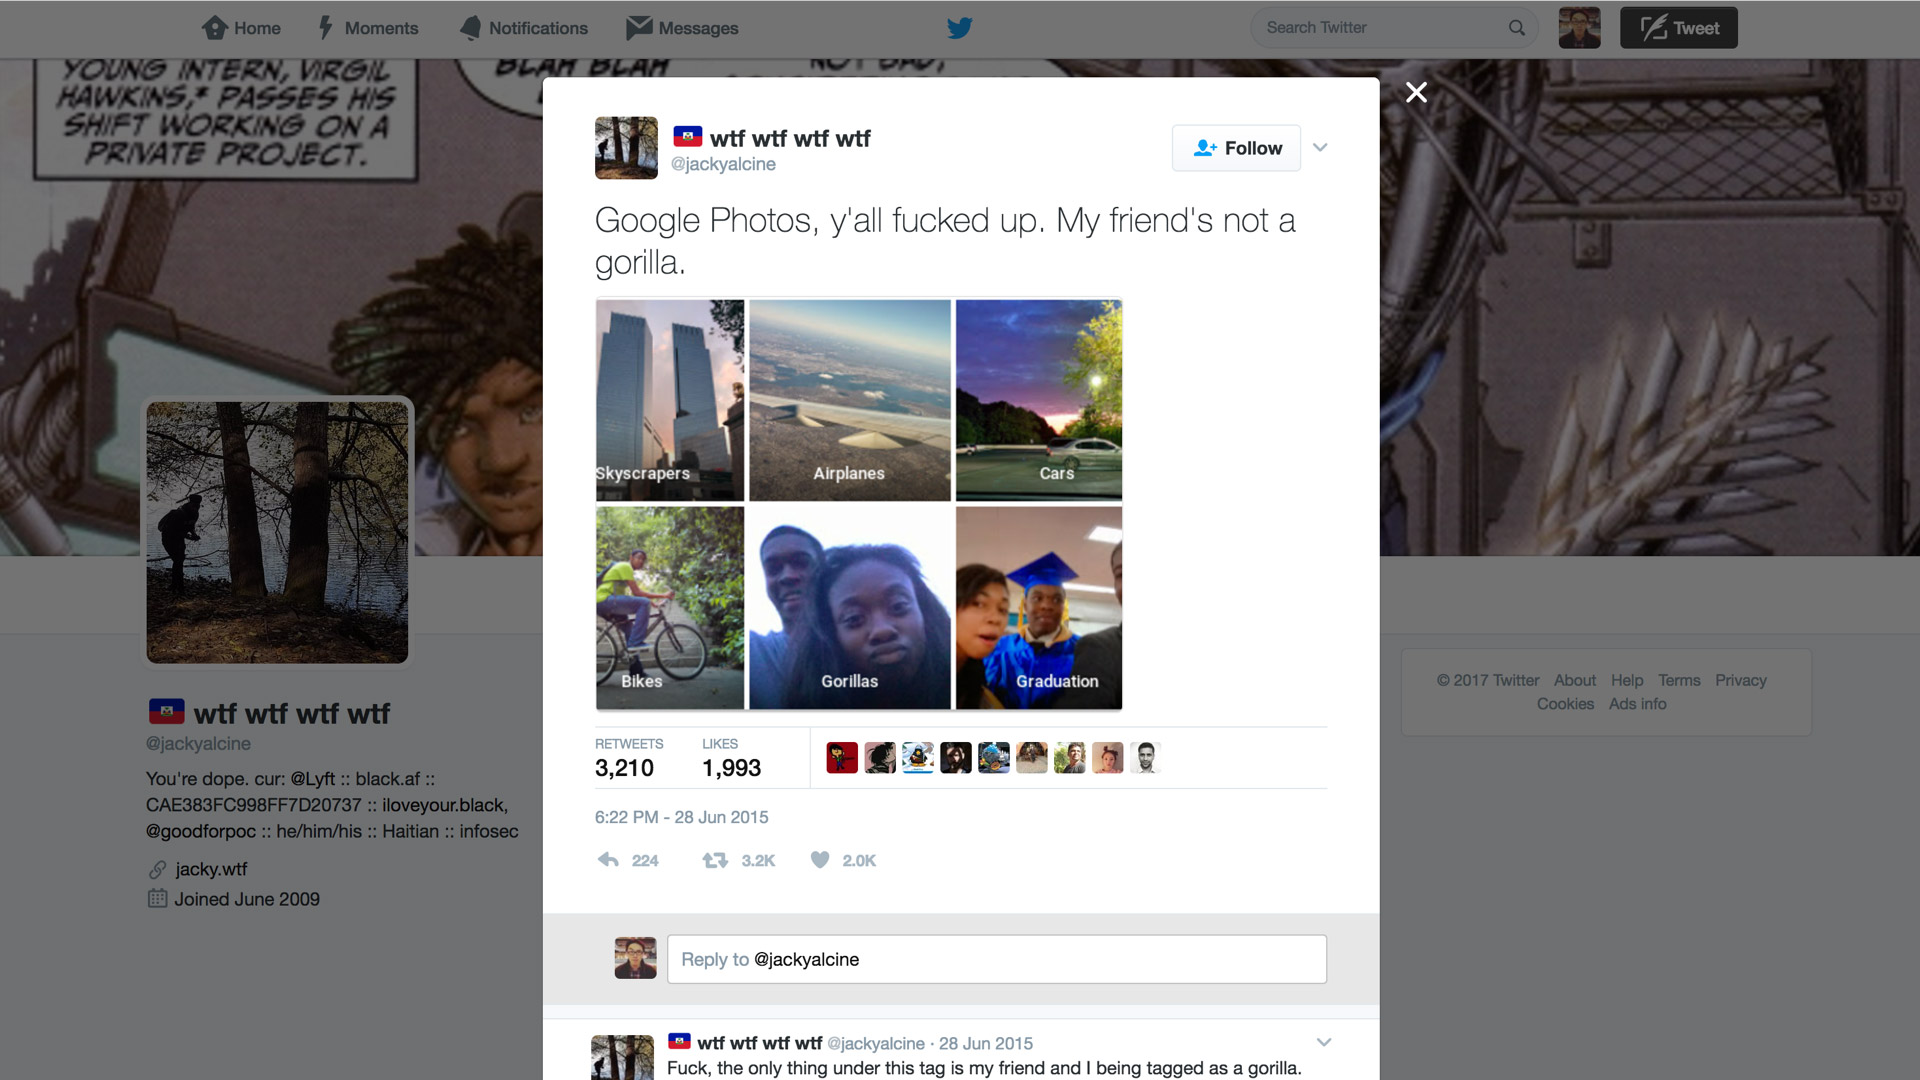 Home Moments Notifications Messages Search Twitter Tweet
YOUNG INTERN, VIRGIL
HAWKINS,* PASSES HIS
SHIFT WORKING ON A
PRIVATE PROJECT.
BLAH BLAH
NOT BAD,
wtf wtf wtf wtf
@jackyalcine
Follow
Google Photos, y'all fucked up. My friend's not a
gorilla.
Skyscrapers Airplanes Cars
Bikes Gorillas Graduation
RETWEETS LIKES
3,210 1,993
6:22 PM - 28 Jun 2015
224 3.2K 2.0K
Reply to @jackyalcine
wtf wtf wtf wtf @jackyalcine · 28 Jun 2015
Fuck, the only thing under this tag is my friend and I being tagged as a gorilla.
wtf wtf wtf wtf
@jackyalcine
You're dope. cur: @Lyft :: black.af ::
CAE383FC998FF7D20737 :: iloveyour.black,
@goodforpoc :: he/him/his :: Haitian :: infosec
jacky.wtf
Joined June 2009
© 2017 Twitter About Help Terms Privacy
Cookies Ads info